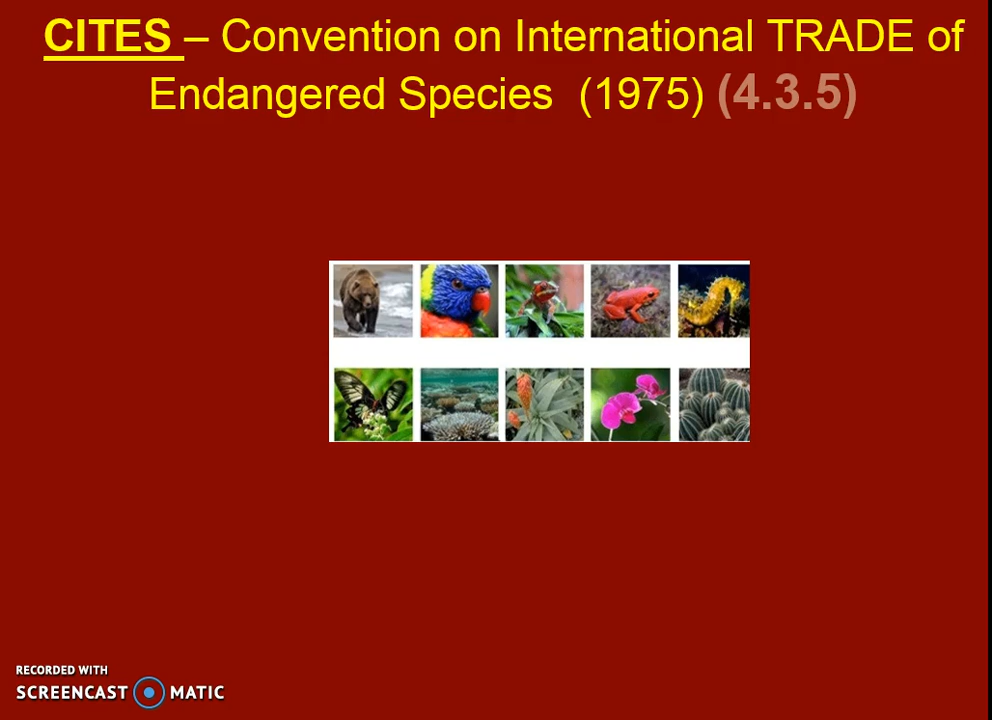 CITES – Convention on International TRADE of
Endangered Species (1975) (4.3.5)
RECORDED WITH
SCREENCAST MATIC